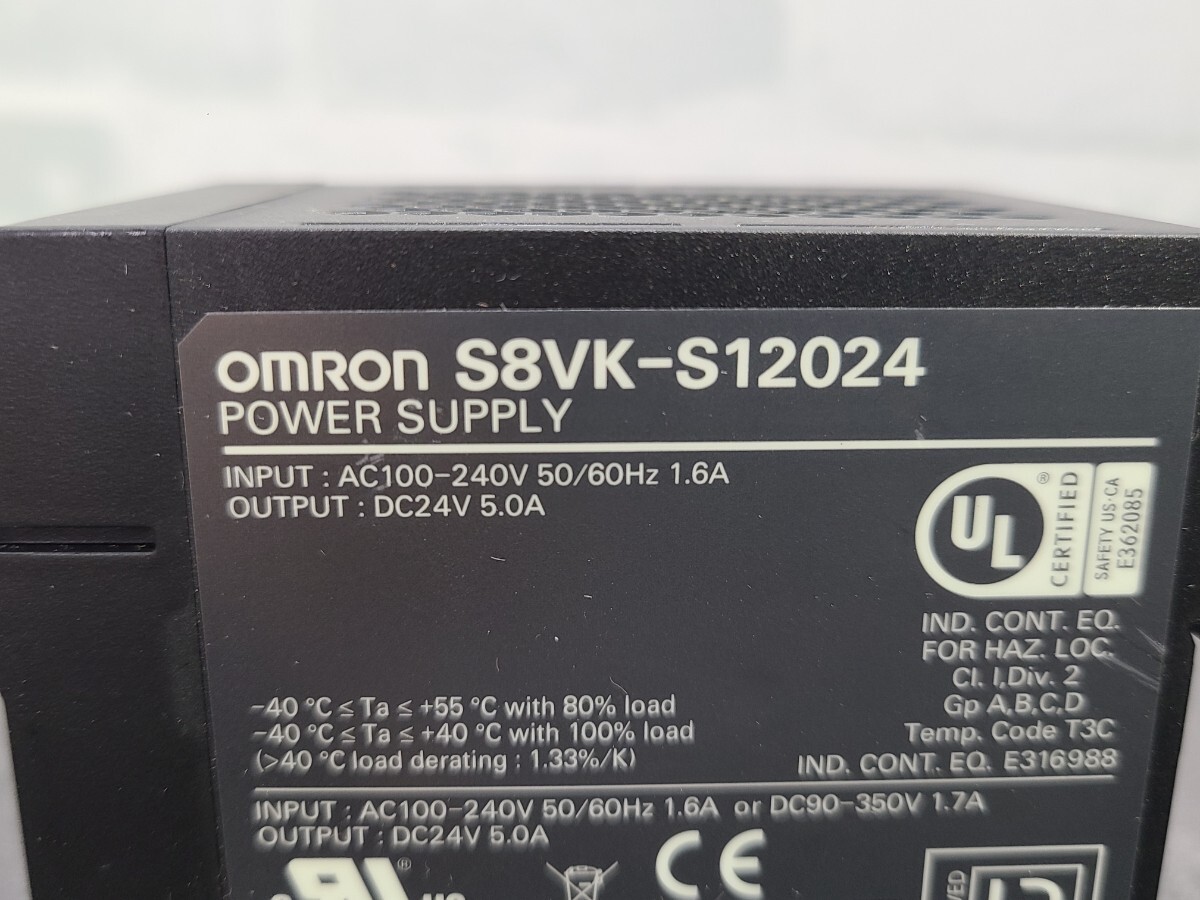 OMRON S8VK-S12024
POWER SUPPLY
INPUT : AC100-240V 50/60Hz 1.6A
OUTPUT : DC24V 5.0A
UL
®
CERTIFIED
SAFETY US·CA
E362085
IND. CONT. EQ.
FOR HAZ. LOC.
Cl. I,Div. 2
Gp A,B,C,D
Temp. Code T3C
IND. CONT. EQ. E316988
-40 °C ≤ Ta ≤ +55 °C with 80% load
-40 °C ≤ Ta ≤ +40 °C with 100% load
(>40 °C load derating : 1.33%/K)
INPUT : AC100-240V 50/60Hz 1.6A or DC90-350V 1.7A
OUTPUT : DC24V 5.0A
®
CE